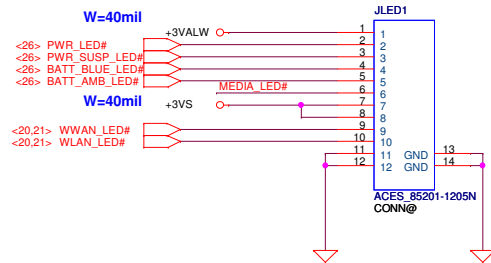 JLED1
W=40mil
+3VALW 1 1
<26> PWR_LED# 2 2
<26> PWR_SUSP_LED# 3 3
<26> BATT_BLUE_LED# 4 4
<26> BATT_AMB_LED# 5 5
MEDIA_LED# 6 6
W=40mil
+3VS 7 7
8 8
<20,21> WWAN_LED# 9 9
<20,21> WLAN_LED# 10 10
11 11 GND 13
12 12 GND 14
ACES_85201-1205N
CONN@